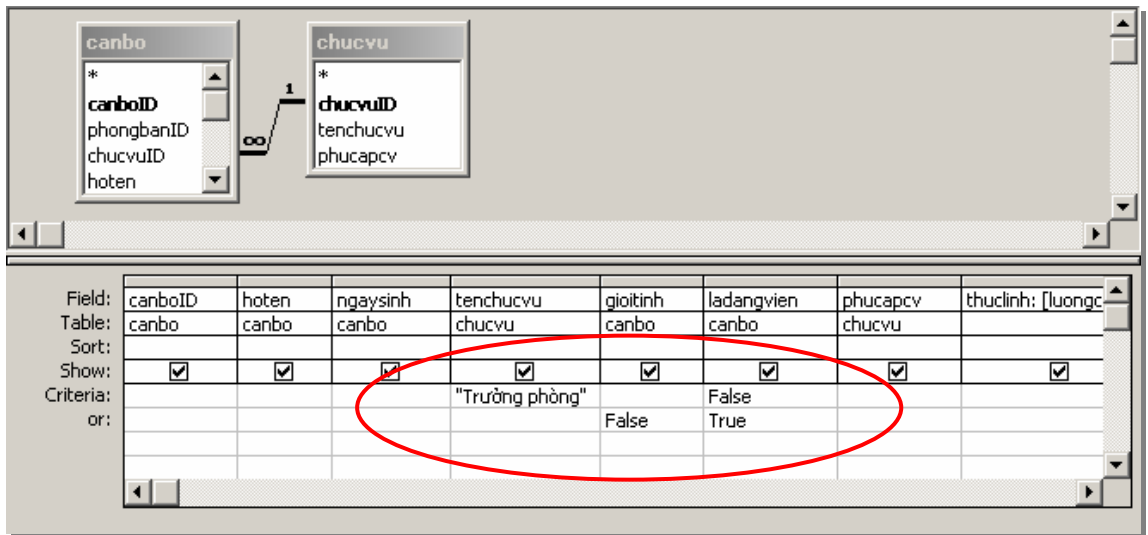 canbo
*
canboID
phongbanID
chucvuID
hoten
∞
1
chucvu
*
chucvuID
tenchucvu
phucapcv
Field: canboID hoten ngaysinh tenchucvu gioitinh ladangvien phucapcv thuclinh: [luongc
Table: canbo canbo canbo chucvu canbo canbo chucvu
Sort:
Show:
Criteria: "Trưởng phòng" False
or: False True